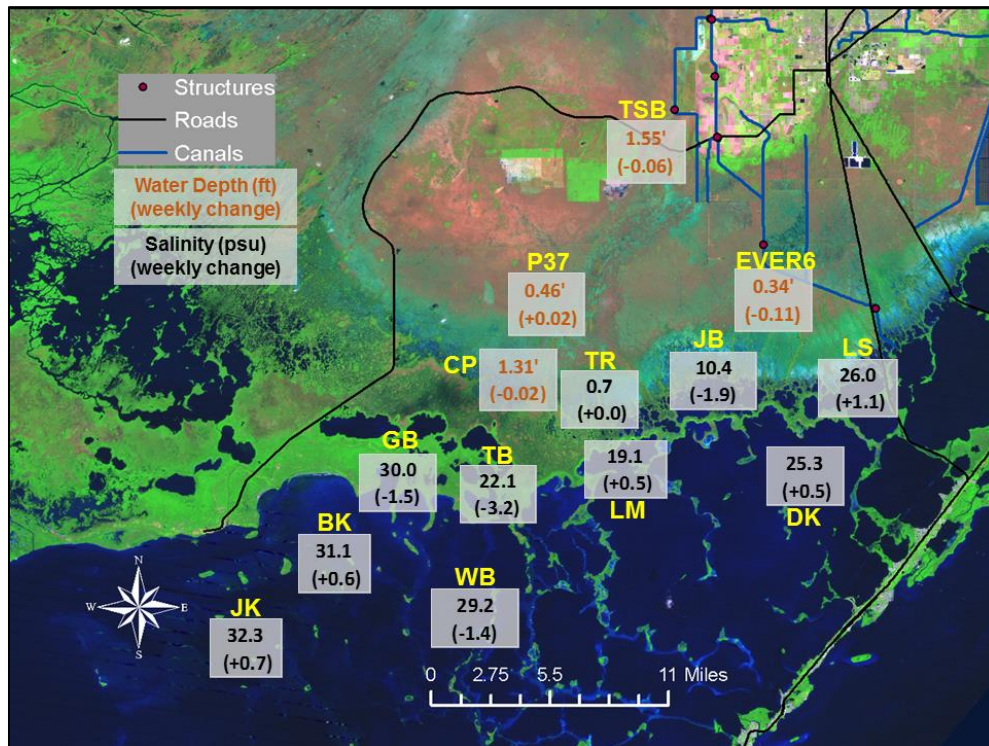 Structures
Roads
Canals
Water Depth (ft)
(weekly change)
Salinity (psu)
(weekly change)
TSB
1.55'
(-0.06)
P37
0.46'
(+0.02)
EVER6
0.34'
(-0.11)
CP
1.31'
(-0.02)
TR
0.7
(+0.0)
JB
10.4
(-1.9)
LS
26.0
(+1.1)
GB
30.0
(-1.5)
TB
22.1
(-3.2)
19.1
(+0.5)
LM
25.3
(+0.5)
DK
BK
31.1
(+0.6)
WB
29.2
(-1.4)
JK
32.3
(+0.7)
N
W E
S
0 2.75 5.5 11 Miles